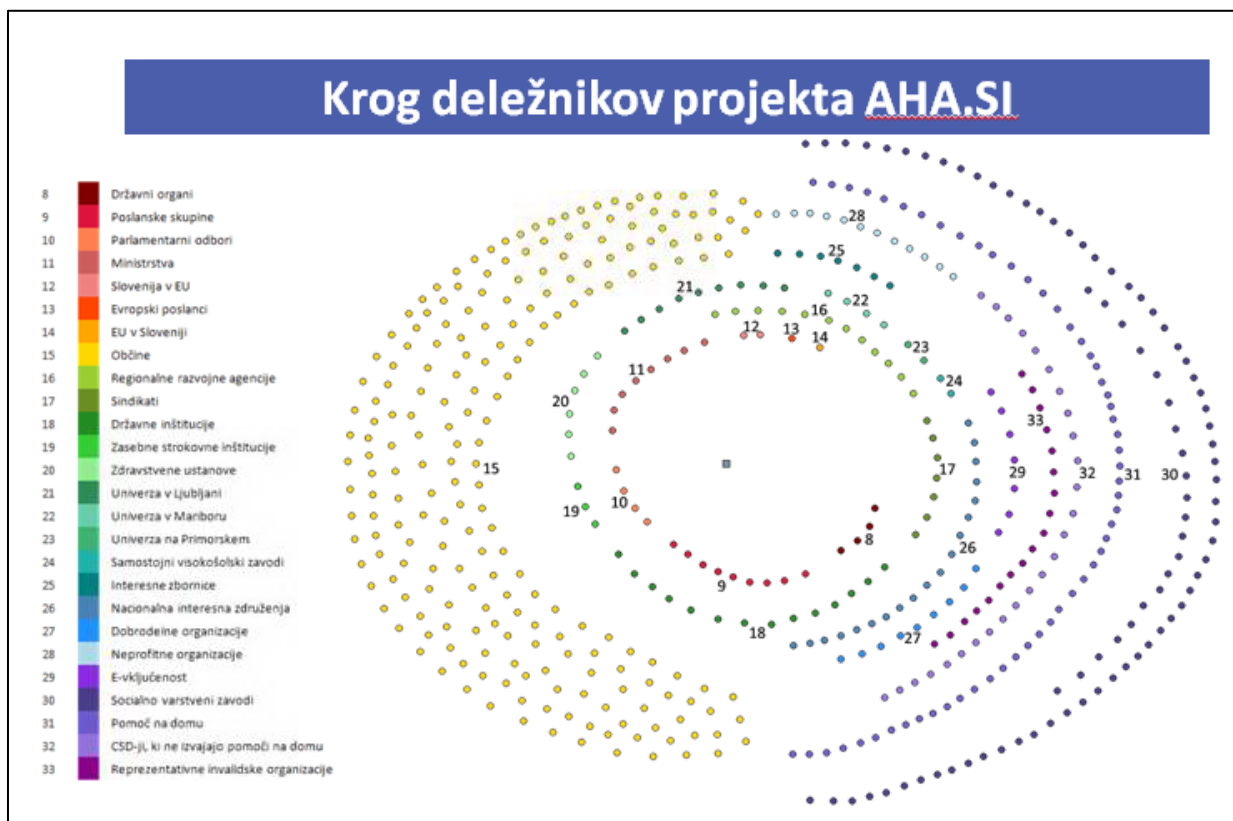 Krog deležnikov projekta AHA.SI
8 Državni organi
9 Poslanske skupine
10 Parlamentarni odbori
11 Ministrstva
12 Slovenija v EU
13 Evropski poslanci
14 EU v Sloveniji
15 Občine
16 Regionalne razvojne agencije
17 Sindikati
18 Državne inštitucije
19 Zasebne strokovne inštitucije
20 Zdravstvene ustanove
21 Univerza v Ljubljani
22 Univerza v Mariboru
23 Univerza na Primorskem
24 Samostojni visokošolski zavodi
25 Interesne zbornice
26 Nacionalna interesna združenja
27 Dobrodelne organizacije
28 Neprofitne organizacije
29 E-vključenost
30 Socialno varstveni zavodi
31 Pomoč na domu
32 CSD-ji, ki ne izvajajo pomoči na domu
33 Reprezentativne invalidske organizacije
28
25
21
22
16
12
13
14
23
11
24
20
33
15
17
29
32
31
30
10
19
8
26
9
18
27